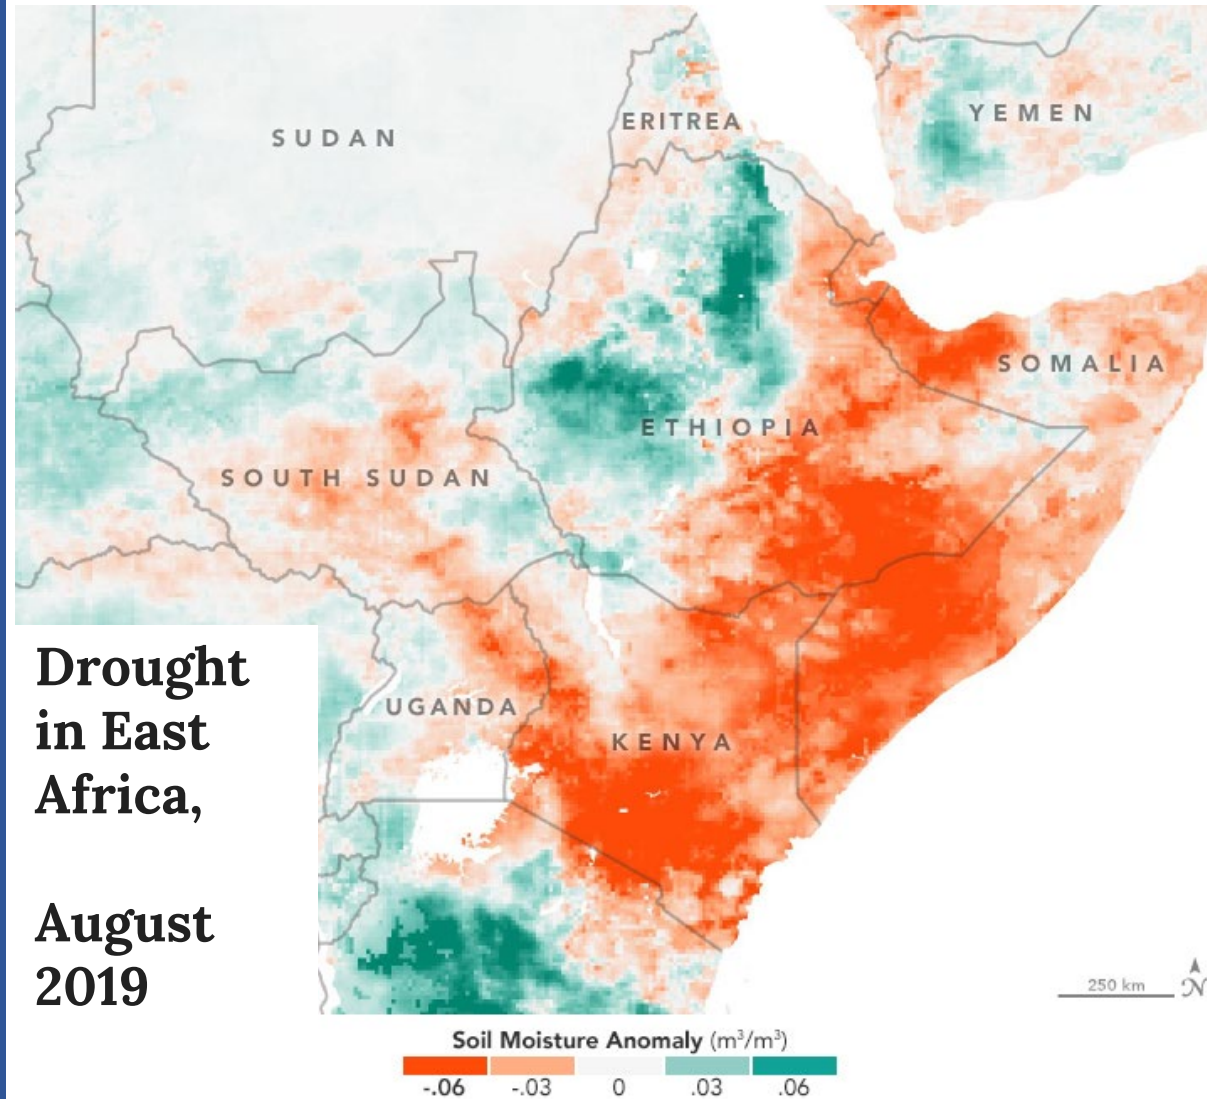 SUDAN
ERITREA
YEMEN
SOMALIA
ETHIOPIA
SOUTH SUDAN
UGANDA
KENYA
Drought
in East
Africa,
August
2019
250 km
N
Soil Moisture Anomaly (m³/m³)
-.06 -.03 0 .03 .06